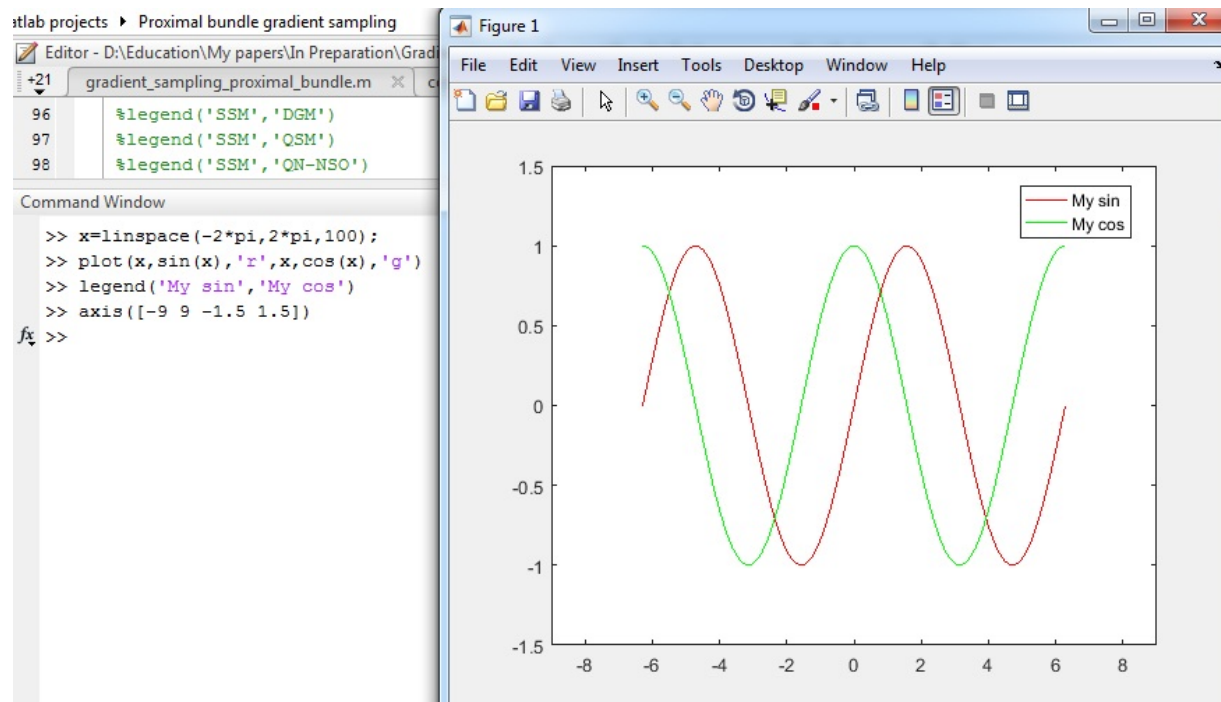 atlab projects ▶ Proximal bundle gradient sampling
Editor - D:\Education\My papers\In Preparation\Gradi
+21 gradient_sampling_proximal_bundle.m
96 %legend('SSM','DGM')
97 %legend('SSM','QSM')
98 %legend('SSM','QN-NSO')
Command Window
>> x=linspace(-2*pi,2*pi,100);
>> plot(x,sin(x),'r',x,cos(x),'g')
>> legend('My sin','My cos')
>> axis([-9 9 -1.5 1.5])
fx >>
Figure 1
File Edit View Insert Tools Desktop Window Help
My sin
My cos
1.5
1
0.5
0
-0.5
-1
-1.5
-8 -6 -4 -2 0 2 4 6 8